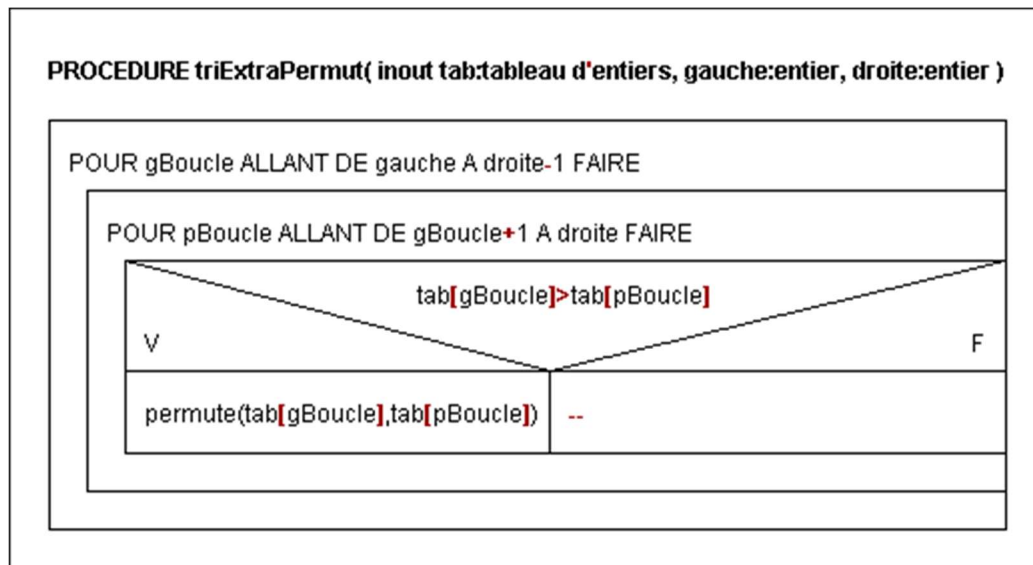 PROCEDURE triExtraPermut( inout tab:tableau d'entiers, gauche:entier, droite:entier )
POUR gBoucle ALLANT DE gauche A droite-1 FAIRE
POUR pBoucle ALLANT DE gBoucle+1 A droite FAIRE
tab[gBoucle]>tab[pBoucle]
V F
permute(tab[gBoucle],tab[pBoucle]) --